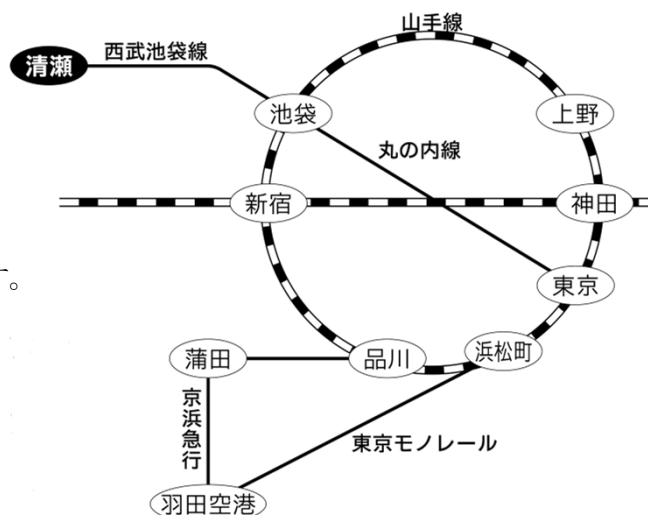 山手線
西武池袋線
清瀬
池袋
上野
丸の内線
新宿
神田
す。
東京
浜松町
蒲田
品川
京浜急行
東京モノレール
羽田空港